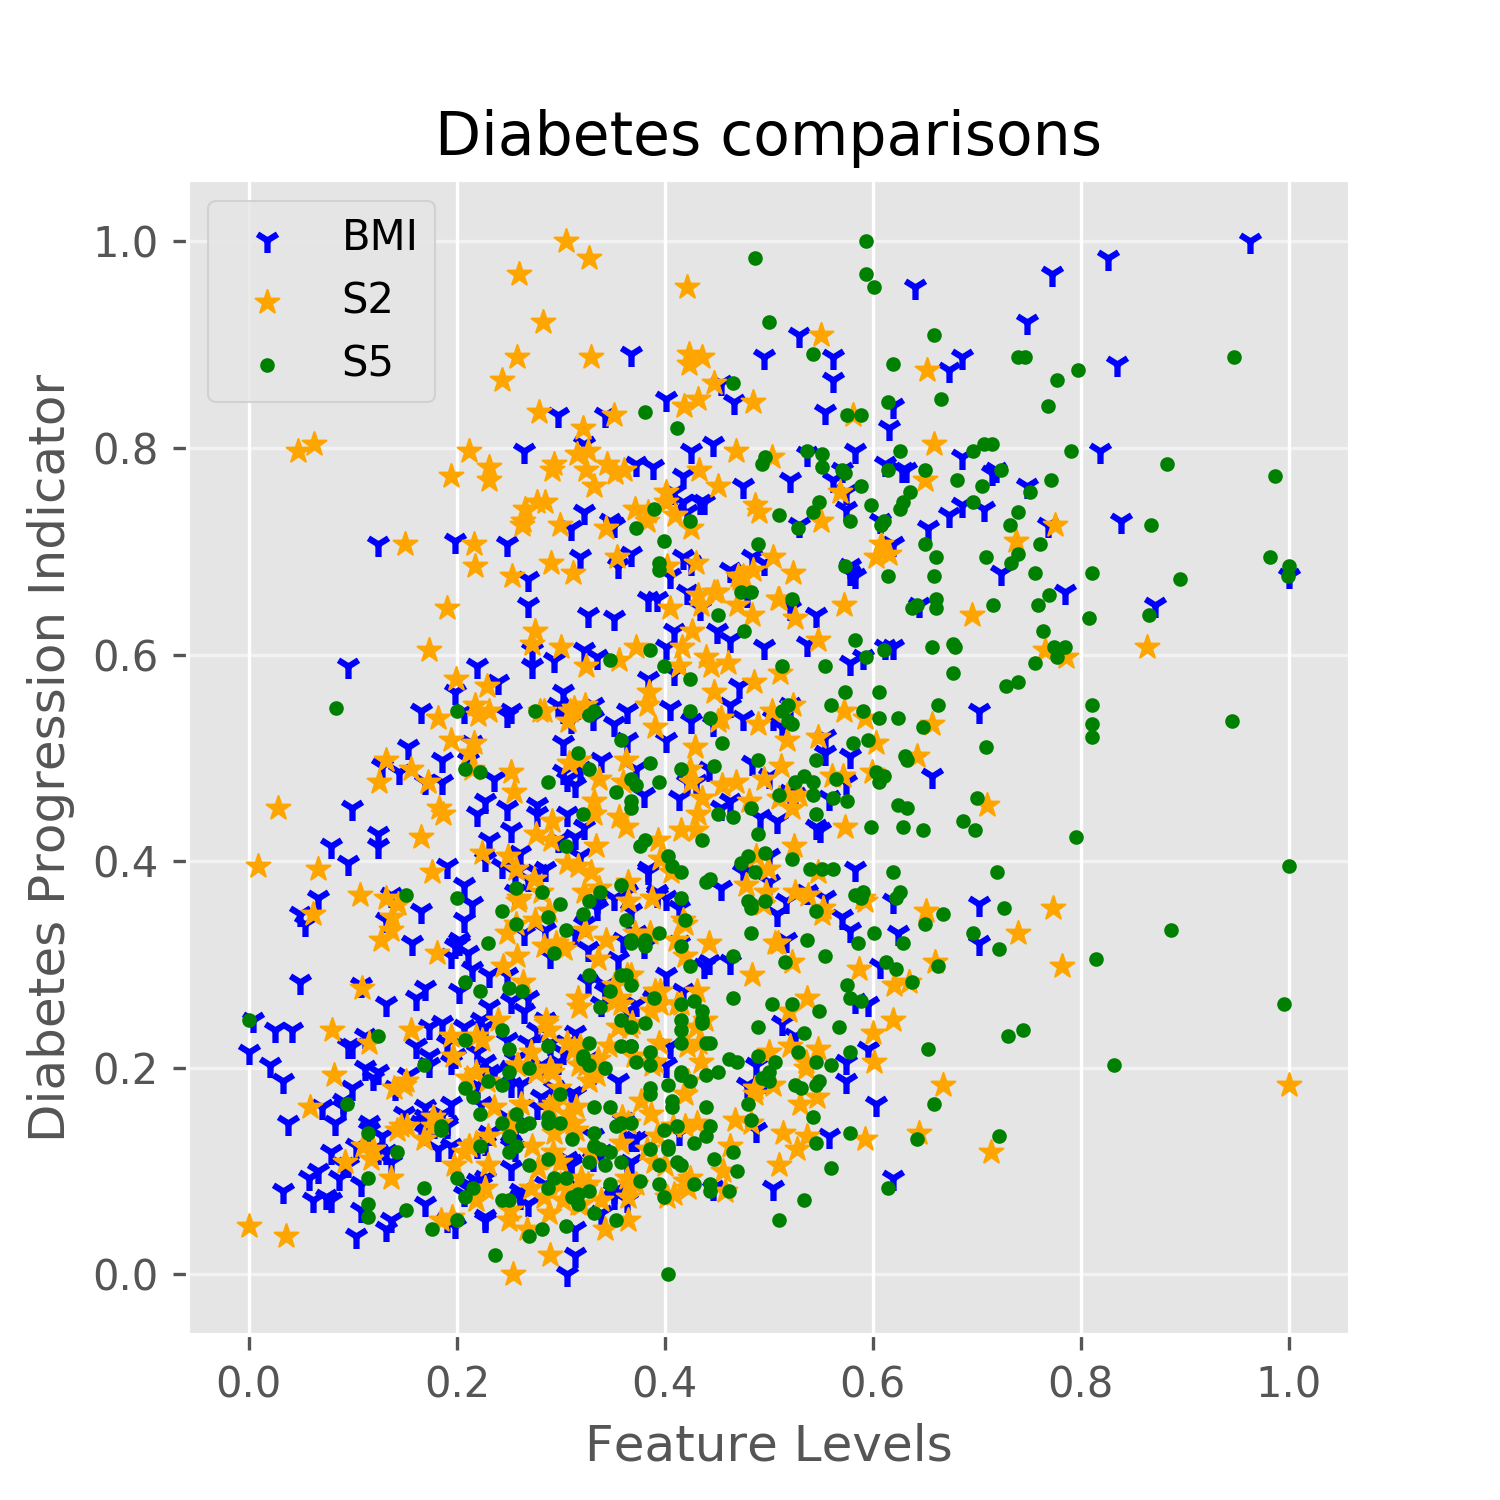 Diabetes comparisons
BMI
S2
S5
Diabetes Progression Indicator
1.0
0.8
0.6
0.4
0.2
0.0
0.0 0.2 0.4 0.6 0.8 1.0
Feature Levels